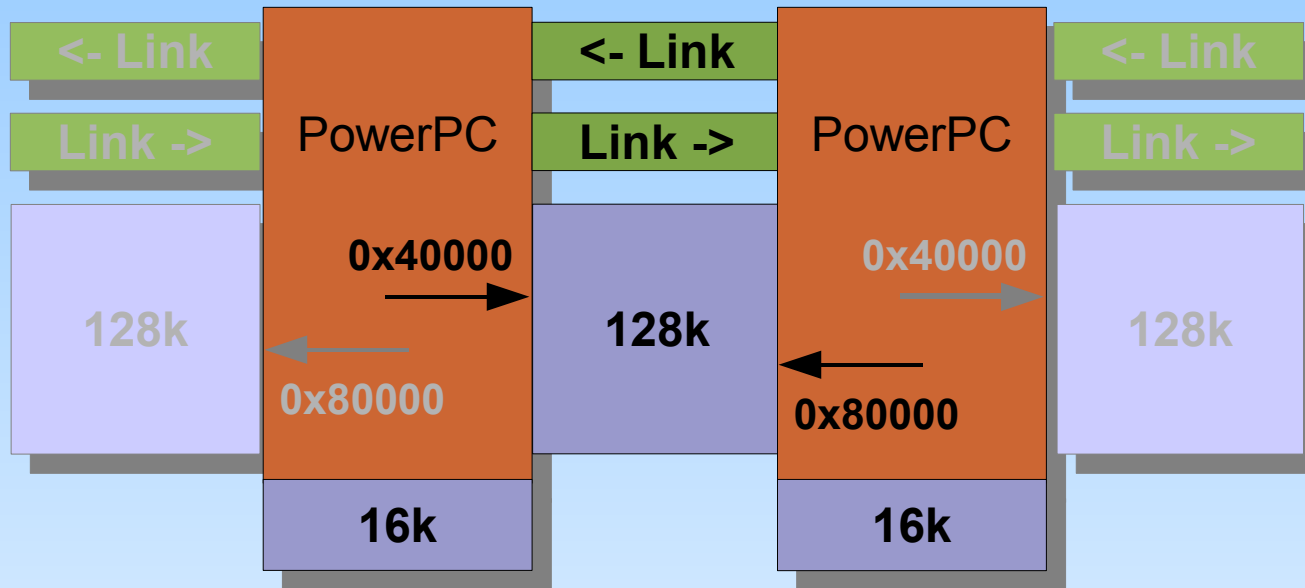 <- Link <- Link <- Link
Link -> PowerPC Link -> PowerPC Link ->
0x40000 0x40000
128k 128k 128k
0x80000 0x80000
16k 16k